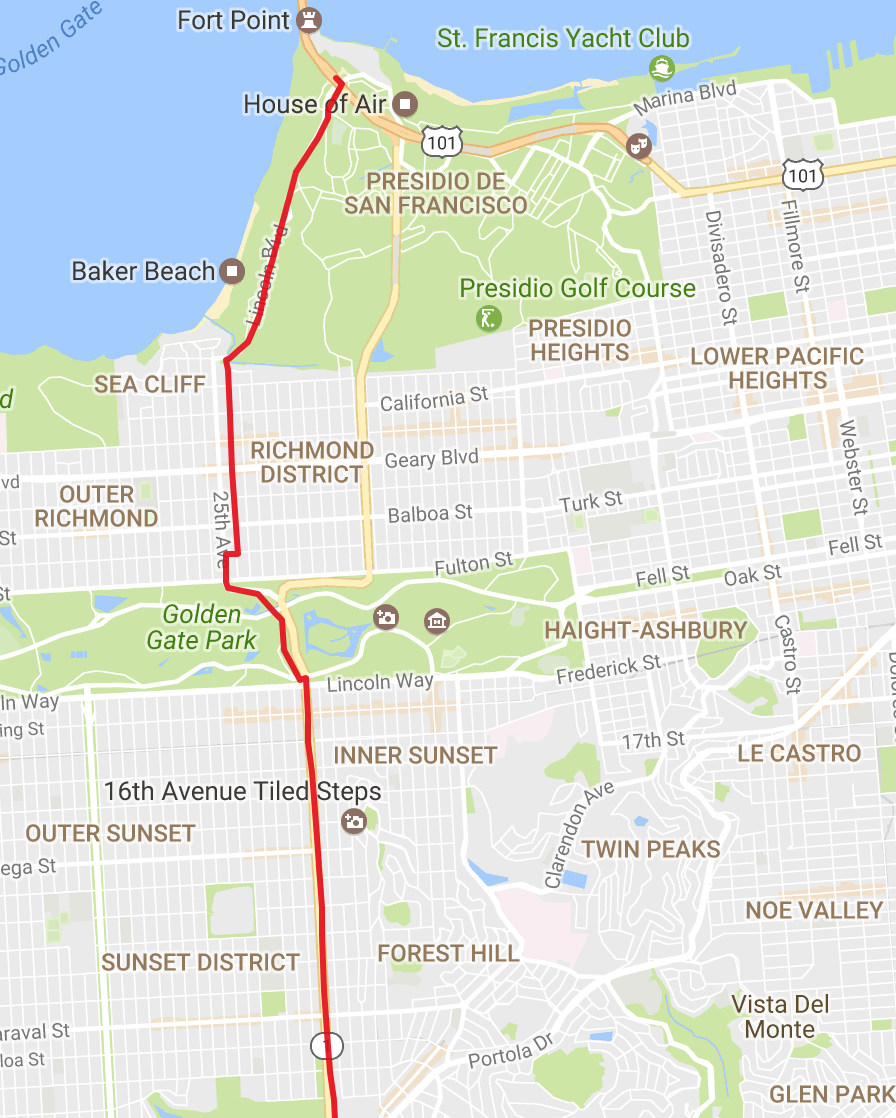 Golden Gate
Fort Point
St. Francis Yacht Club
House of Air
Marina Blvd
101
101
PRESIDIO DE
SAN FRANCISCO
Divisadero St
Fillmore St
Lincoln Blvd
Baker Beach
Presidio Golf Course
PRESIDIO
HEIGHTS
LOWER PACIFIC
HEIGHTS
SEA CLIFF
d
California St
RICHMOND
DISTRICT
Geary Blvd
Webster St
vd
OUTER
RICHMOND
25th Ave
Balboa St
Turk St
St
Fulton St
Fell St
Fell St
Oak St
St
Golden
Gate Park
HAIGHT-ASHBURY
Castro St
Frederick St
Lincoln Way
ln Way
ing St
17th St
INNER SUNSET
LE CASTRO
16th Avenue Tiled Steps
Clarendon Ave
OUTER SUNSET
TWIN PEAKS
ega St
NOE VALLEY
FOREST HILL
SUNSET DISTRICT
Vista Del
Monte
araval St
Portola Dr
loa St
GLEN PARK